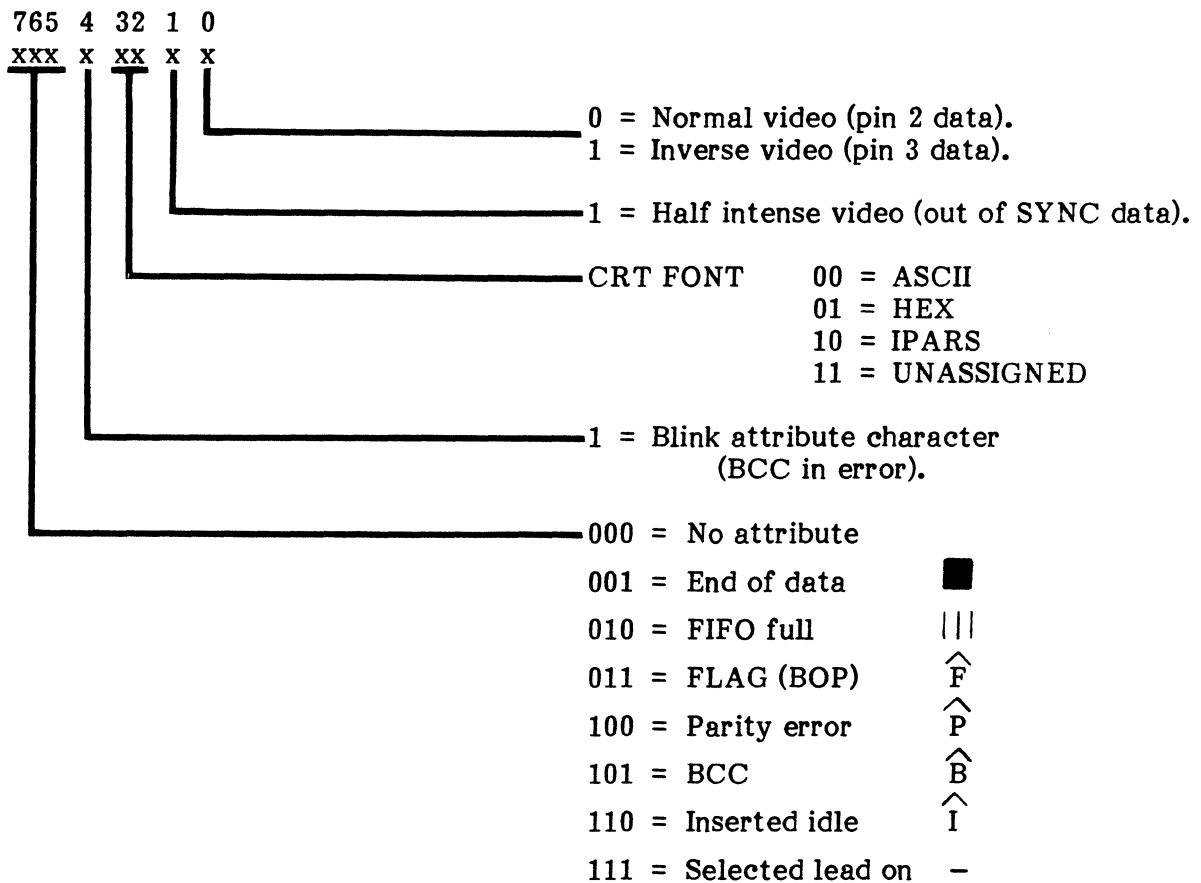 765 4 32 1 0
xxx x xx x x
0 = Normal video (pin 2 data).
1 = Inverse video (pin 3 data).
1 = Half intense video (out of SYNC data).
CRT FONT 00 = ASCII
01 = HEX
10 = IPARS
11 = UNASSIGNED
1 = Blink attribute character
(BCC in error).
000 = No attribute
001 = End of data ■
010 = FIFO full |||
011 = FLAG (BOP) F̂
100 = Parity error P̂
101 = BCC B̂
110 = Inserted idle Î
111 = Selected lead on –